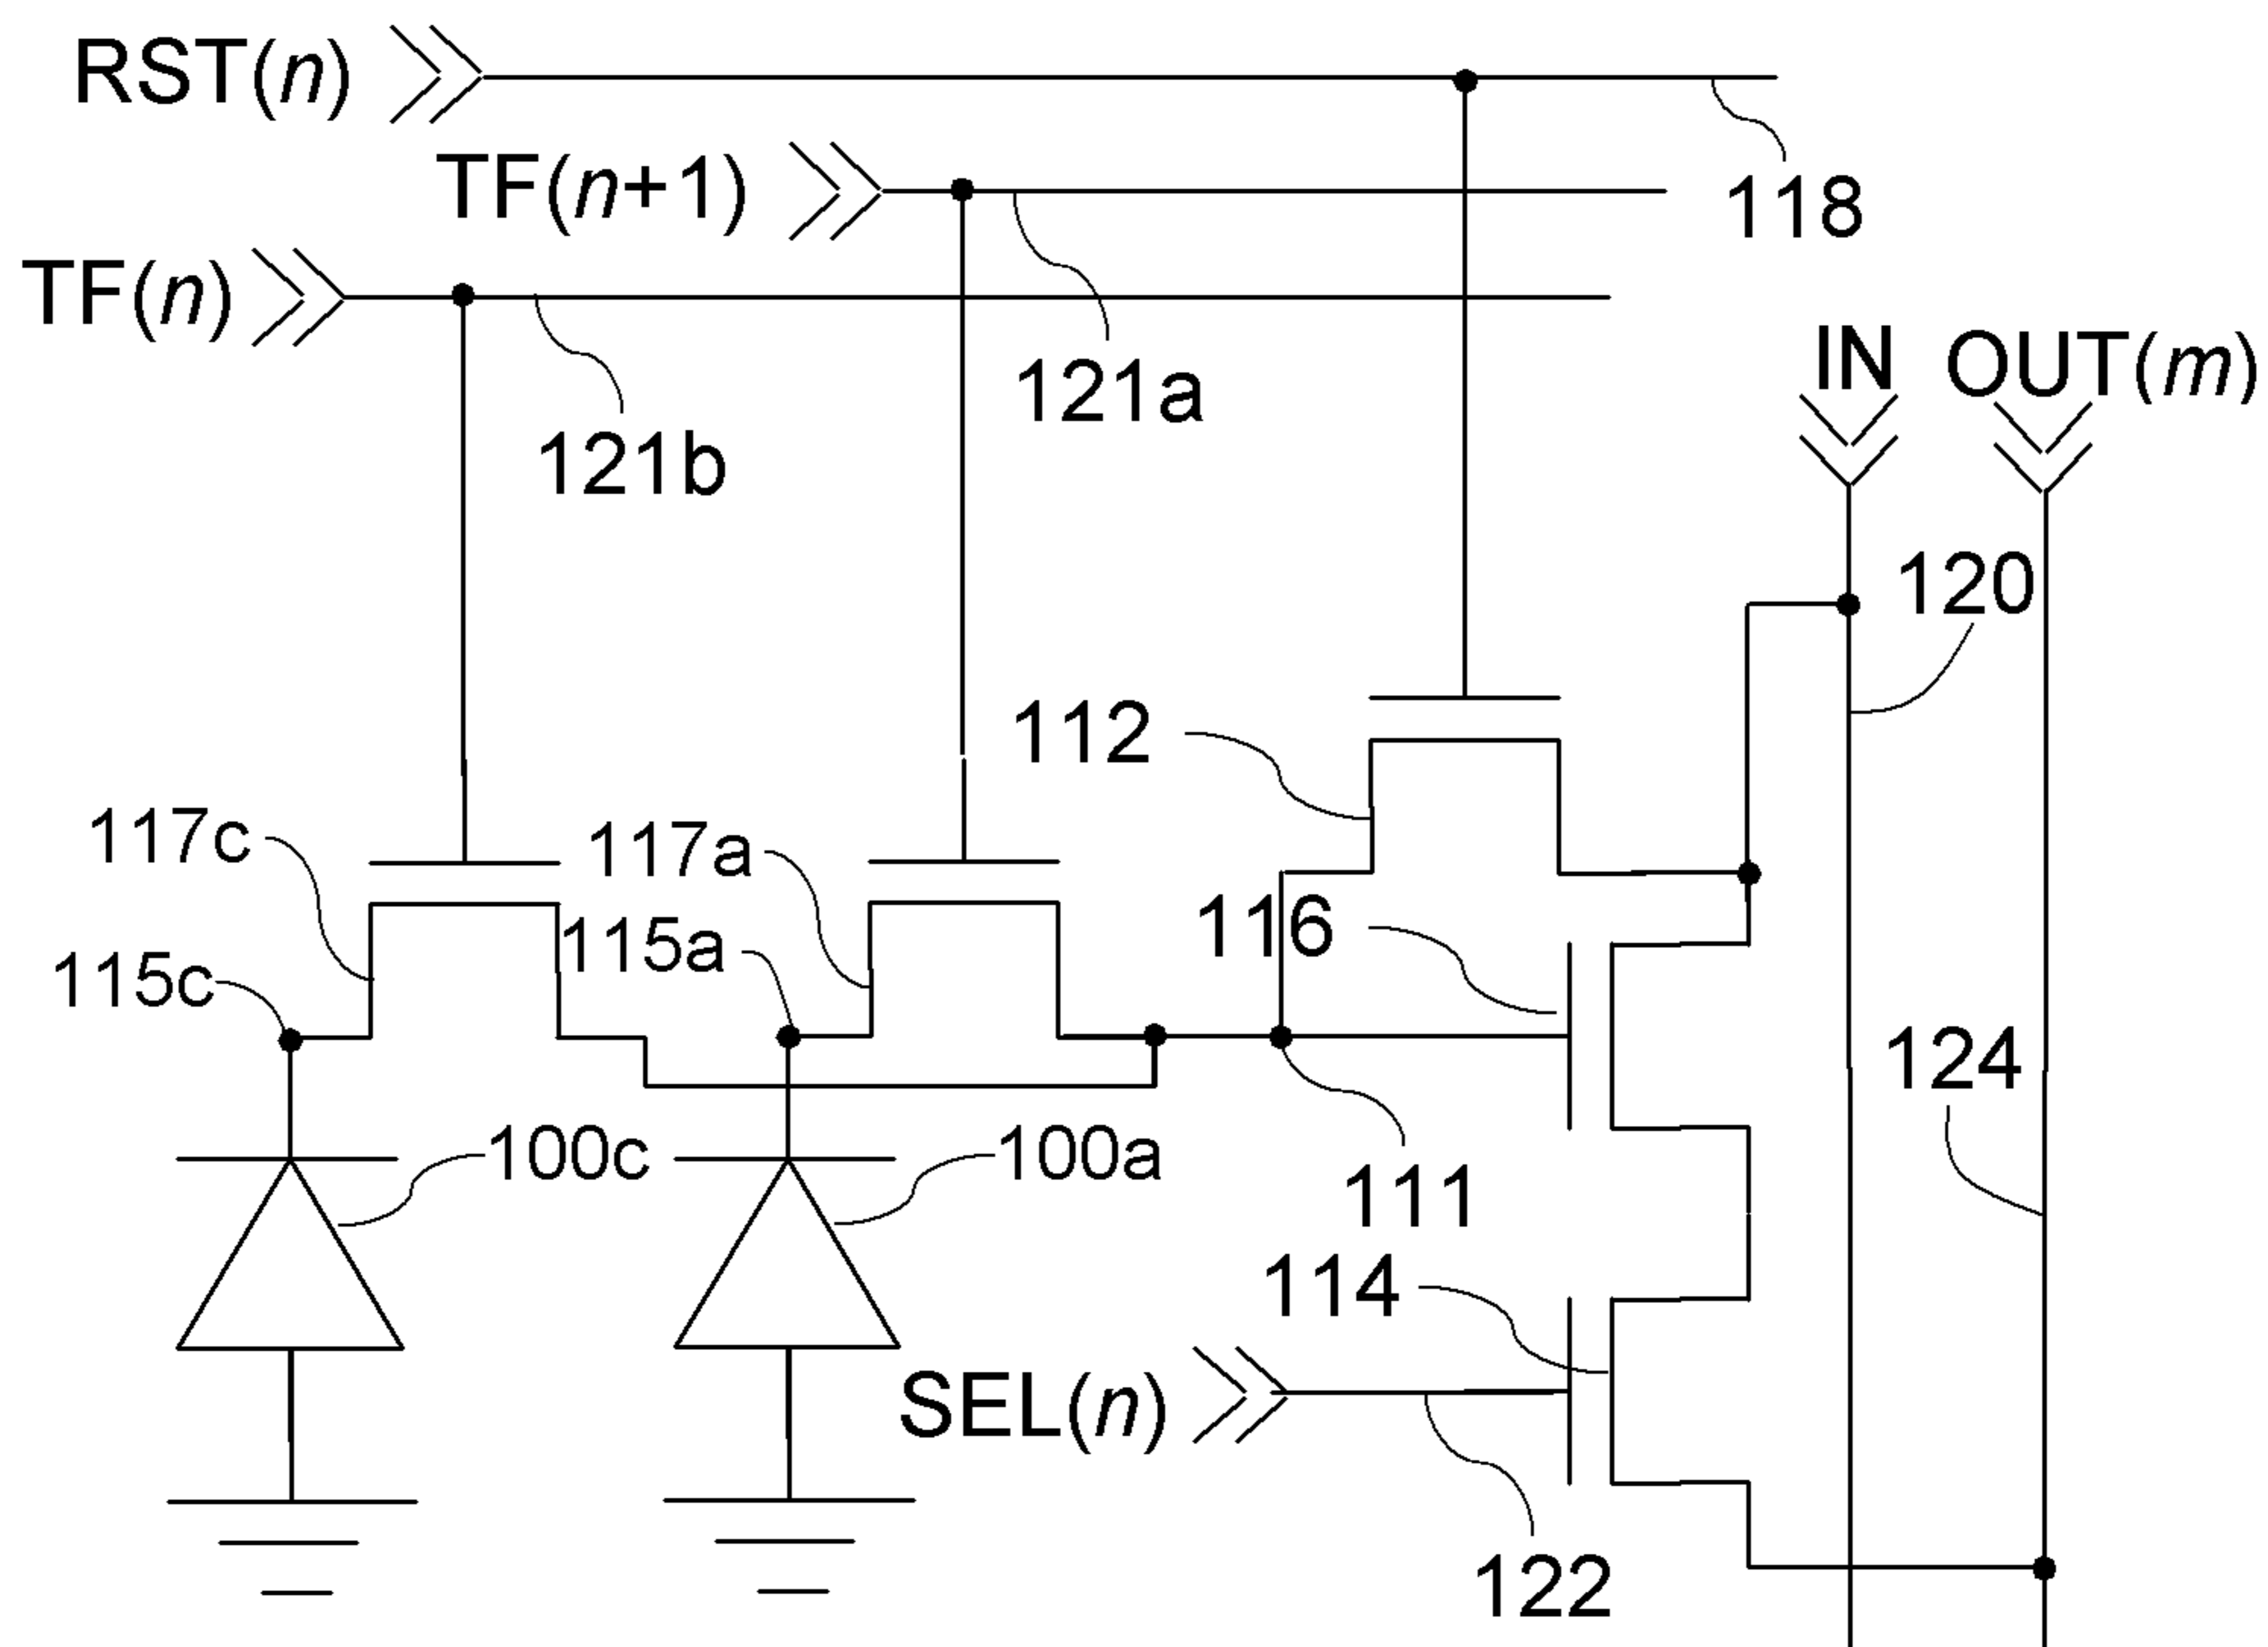 RST(n)
TF(n+1)
118
TF(n)
121a
IN
OUT(m)
121b
120
112
117c
117a
116
115a
115c
124
100c
100a
111
114
SEL(n)
122